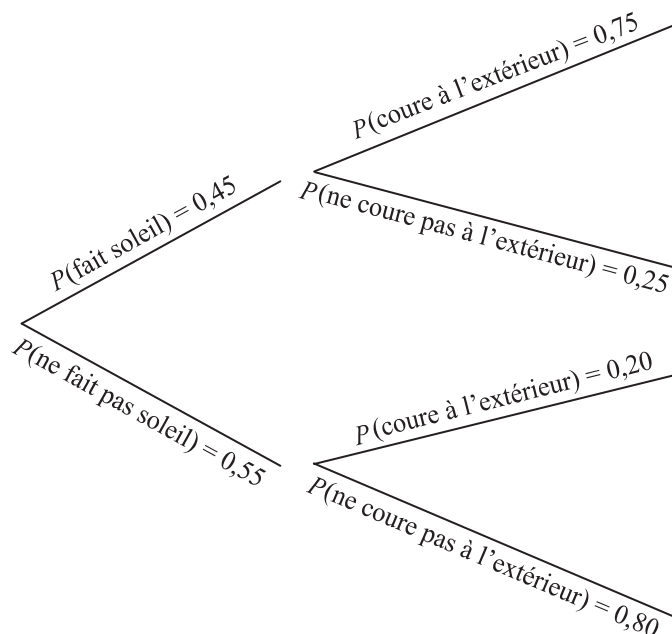 P(coure à l’extérieur) = 0,75
P(fait soleil) = 0,45
P(ne coure pas à l’extérieur) = 0,25
P(ne fait pas soleil) = 0,55
P(coure à l’extérieur) = 0,20
P(ne coure pas à l’extérieur) = 0,80